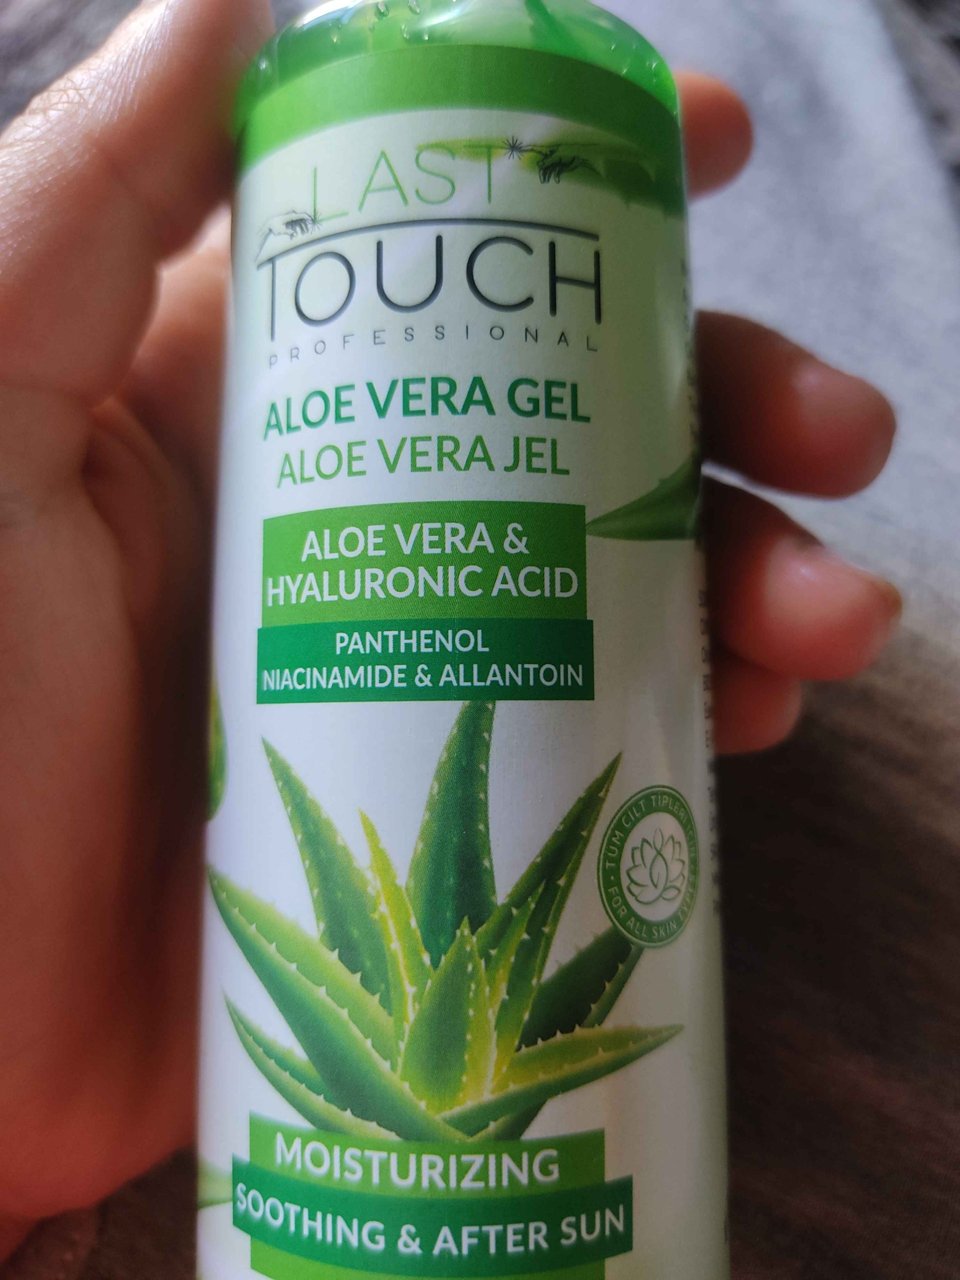 LAST
TOUCH
PROFESSIONAL
ALOE VERA GEL
ALOE VERA JEL
ALOE VERA &
HYALURONIC ACID
PANTHENOL
NIACINAMIDE & ALLANTOIN
TUM CILT TIPLERI
FOR ALL SKIN
MOISTURIZING
SOOTHING & AFTER SUN